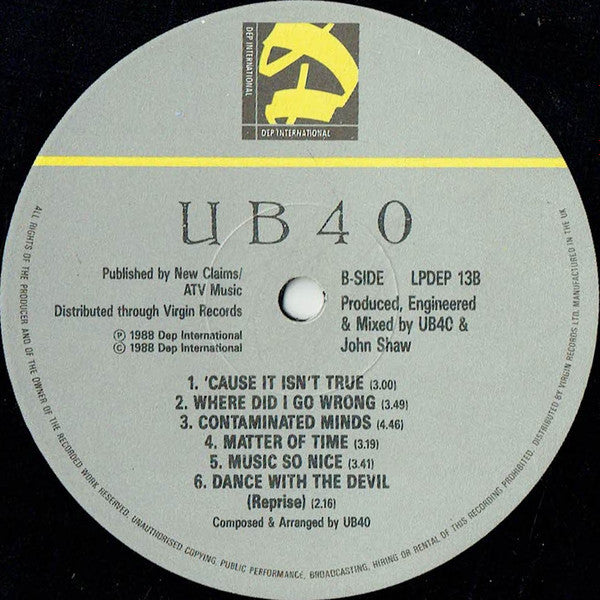 DEP INTERNATIONAL
DEP INTERNATIONAL
UB40
Published by New Claims/
ATV Music
Distributed through Virgin Records
℗ 1988 Dep International
© 1988 Dep International
B-SIDE LPDEP 13B
Produced, Engineered
& Mixed by UB40 &
John Shaw
1. 'CAUSE IT ISN'T TRUE (3.00)
2. WHERE DID I GO WRONG (3.49)
3. CONTAMINATED MINDS (4.46)
4. MATTER OF TIME (3.19)
5. MUSIC SO NICE (3.41)
6. DANCE WITH THE DEVIL
(Reprise) (2.16)
Composed & Arranged by UB40
ALL RIGHTS OF THE PRODUCER AND OF THE OWNER OF THE RECORDED WORK RESERVED. UNAUTHORISED COPYING, PUBLIC PERFORMANCE, BROADCASTING, HIRING OR RENTAL OF THIS RECORDING PROHIBITED. DISTRIBUTED BY VIRGIN RECORDS LTD. MANUFACTURED IN THE UK